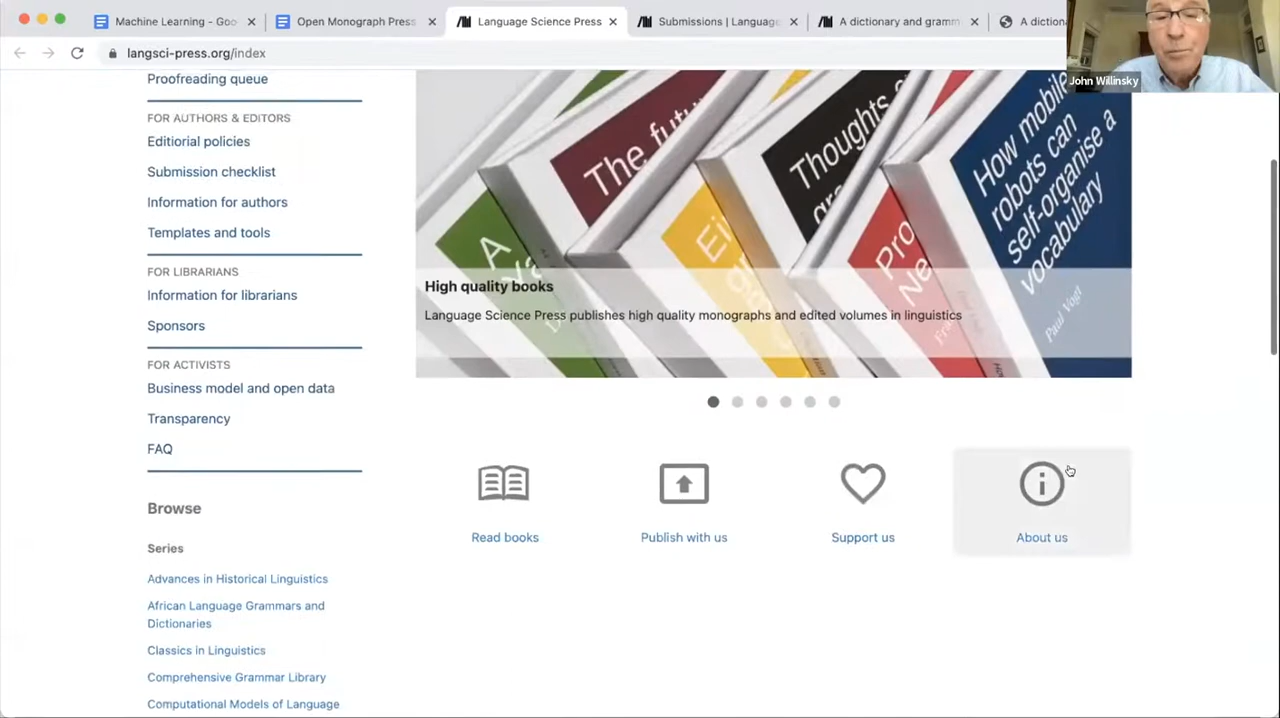 Machine Learning - Goo
Open Monograph Press
Language Science Press
Submissions | Language
A dictionary and gramm
A dictiona
langsci-press.org/index
John Willinsky
Proofreading queue
FOR AUTHORS & EDITORS
Editorial policies
Submission checklist
Information for authors
Templates and tools
FOR LIBRARIANS
Information for librarians
Sponsors
FOR ACTIVISTS
Business model and open data
Transparency
FAQ
Browse
Series
Advances in Historical Linguistics
African Language Grammars and
Dictionaries
Classics in Linguistics
Comprehensive Grammar Library
Computational Models of Language
A
The futu
Ei
Thoughts
gra
Pro
Ne
How mobile
robots can
self-organise a
vocabulary
Paul Vogt
High quality books
Language Science Press publishes high quality monographs and edited volumes in linguistics
Read books
Publish with us
Support us
About us